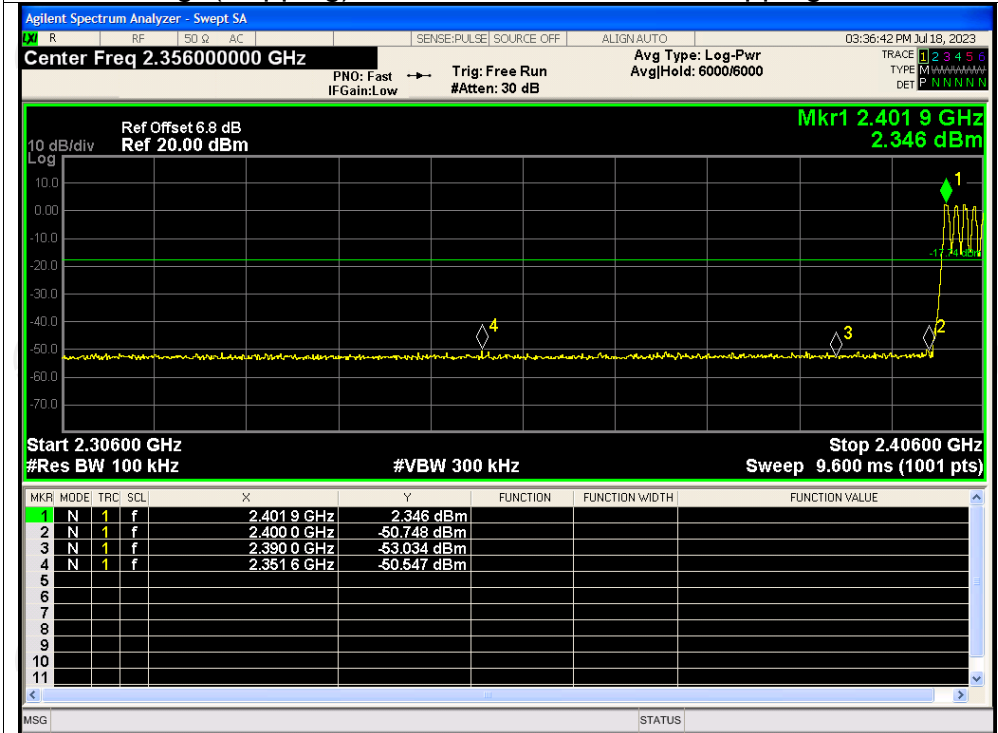 Agilent Spectrum Analyzer - Swept SA
LXI R RF 50 Ω AC SENSE:PULSE SOURCE OFF ALIGN AUTO 03:36:42 PM Jul 18, 2023
Center Freq 2.356000000 GHz
PNO: Fast
IFGain:Low
Trig: Free Run
#Atten: 30 dB
Avg Type: Log-Pwr
Avg|Hold: 6000/6000
TRACE 1 2 3 4 5 6
TYPE M
DET P N N N N N
Mkr1 2.401 9 GHz
2.346 dBm
Ref Offset 6.8 dB
10 dB/div Ref 20.00 dBm
Log
10.0
0.00
-10.0
-20.0
-30.0
-40.0
-50.0
-60.0
-70.0
1
-17.74 dBm
4
3
2
Start 2.30600 GHz Stop 2.40600 GHz
#Res BW 100 kHz #VBW 300 kHz Sweep 9.600 ms (1001 pts)
MKR MODE TRC SCL X Y FUNCTION FUNCTION WIDTH FUNCTION VALUE
1 N 1 f 2.401 9 GHz 2.346 dBm
2 N 1 f 2.400 0 GHz -50.748 dBm
3 N 1 f 2.390 0 GHz -53.034 dBm
4 N 1 f 2.351 6 GHz -50.547 dBm
5
6
7
8
9
10
11
MSG STATUS